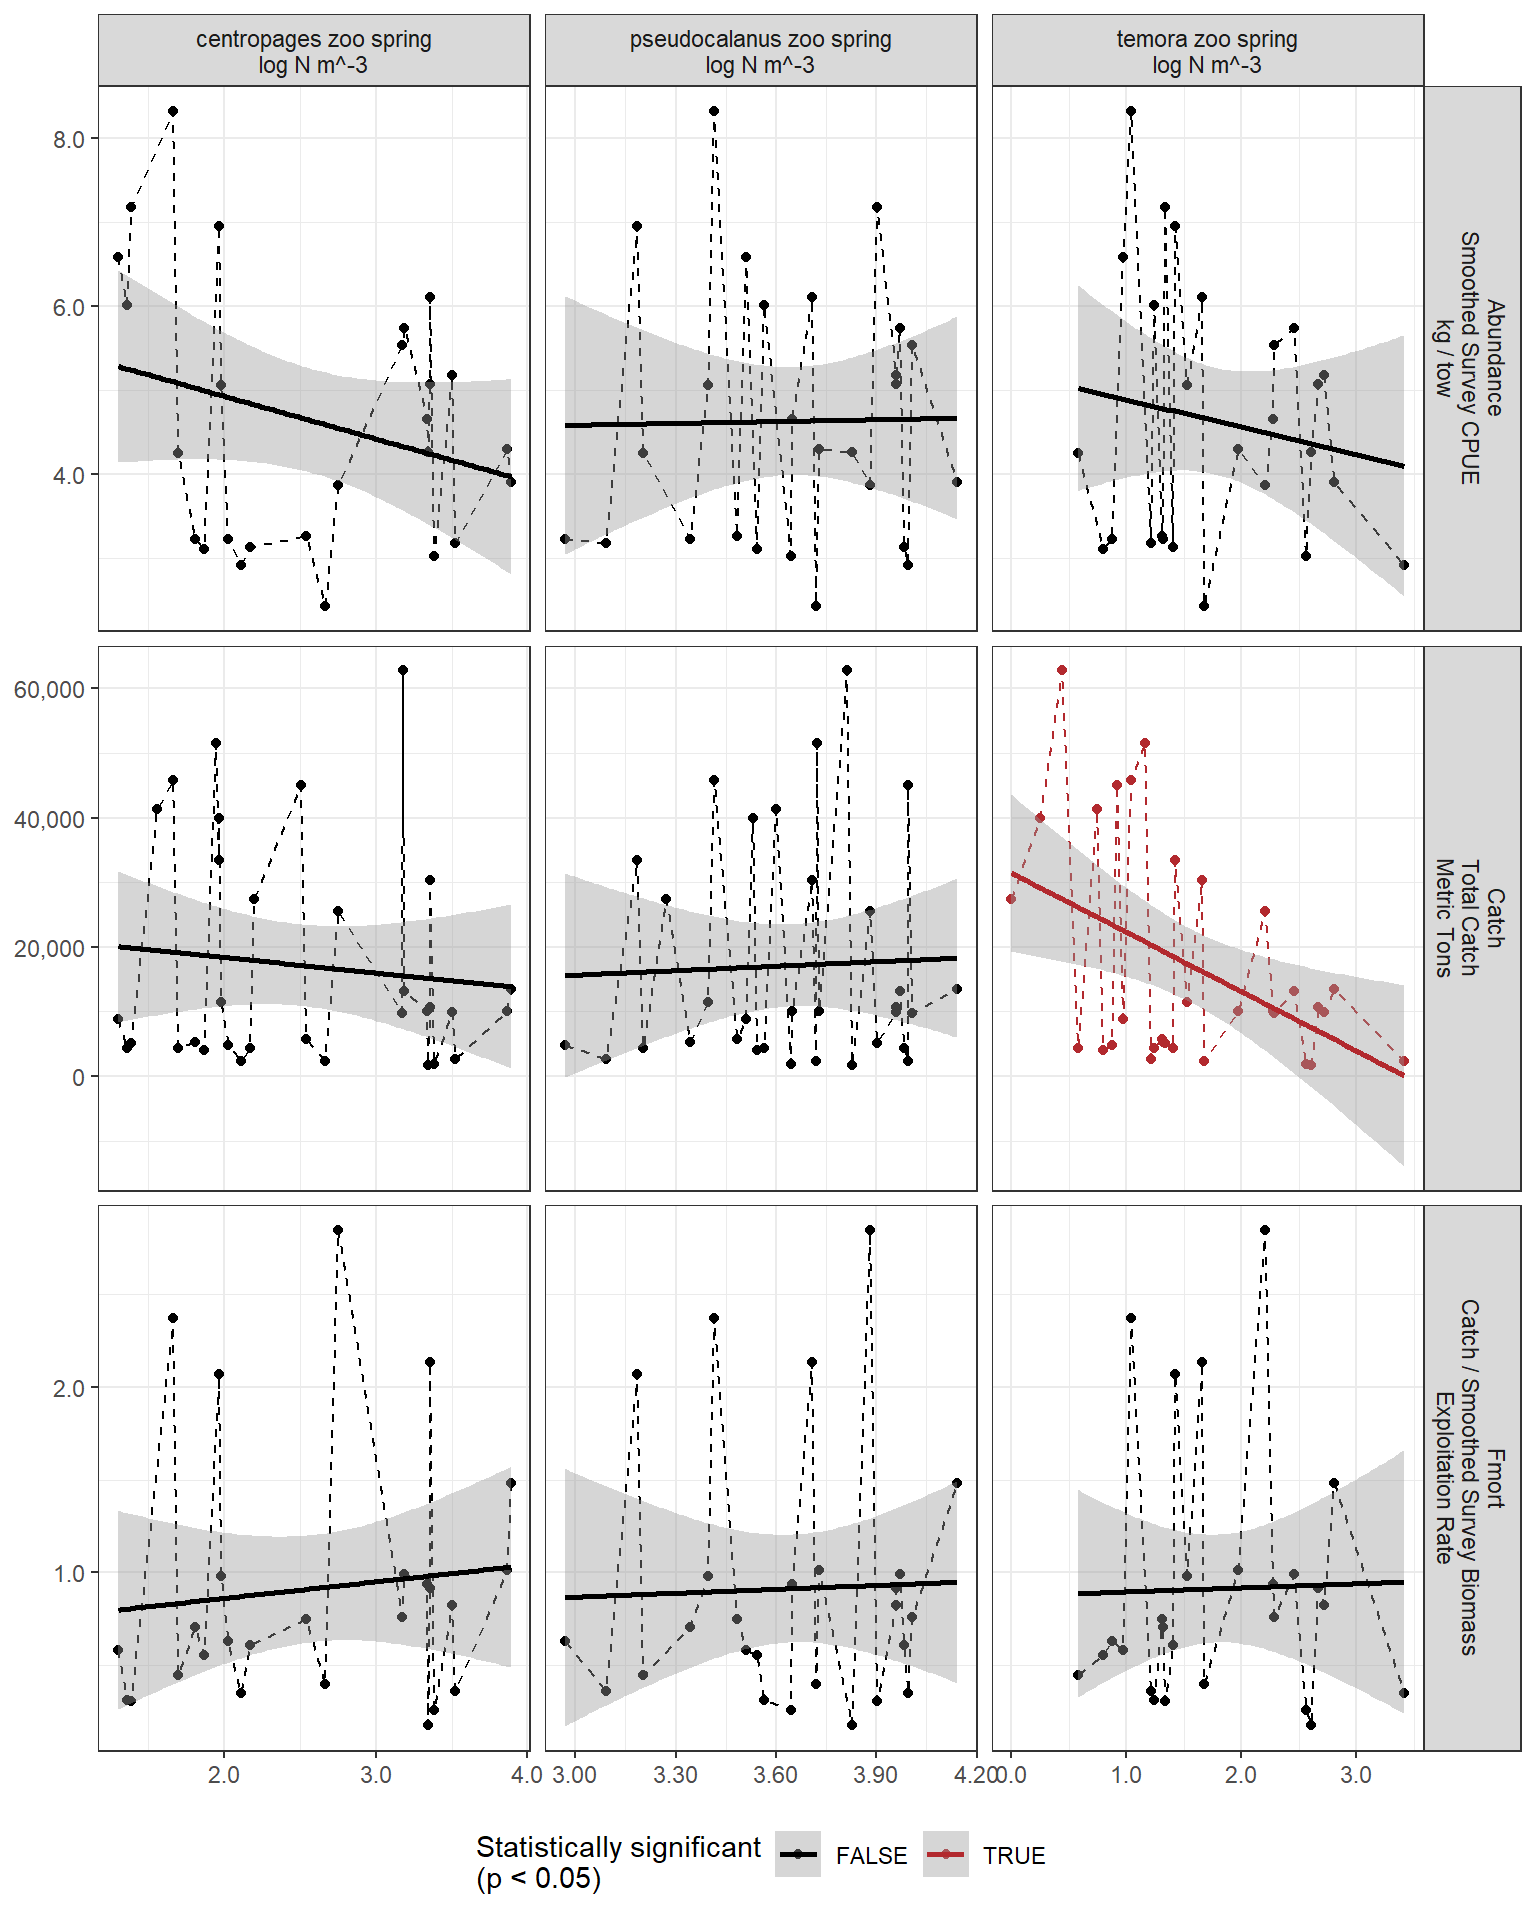 centropages zoo spring
log N m^-3
pseudocalanus zoo spring
log N m^-3
temora zoo spring
log N m^-3
8.0
6.0
4.0
Abundance
Smoothed Survey CPUE
kg / tow
60,000
40,000
20,000
0
Catch
Total Catch
Metric Tons
2.0
1.0
Fmort
Catch / Smoothed Survey Biomass
Exploitation Rate
2.0
3.0
4.0
3.00
3.30
3.60
3.90
4.20
0.0
1.0
2.0
3.0
Statistically significant
(p < 0.05)
FALSE
TRUE